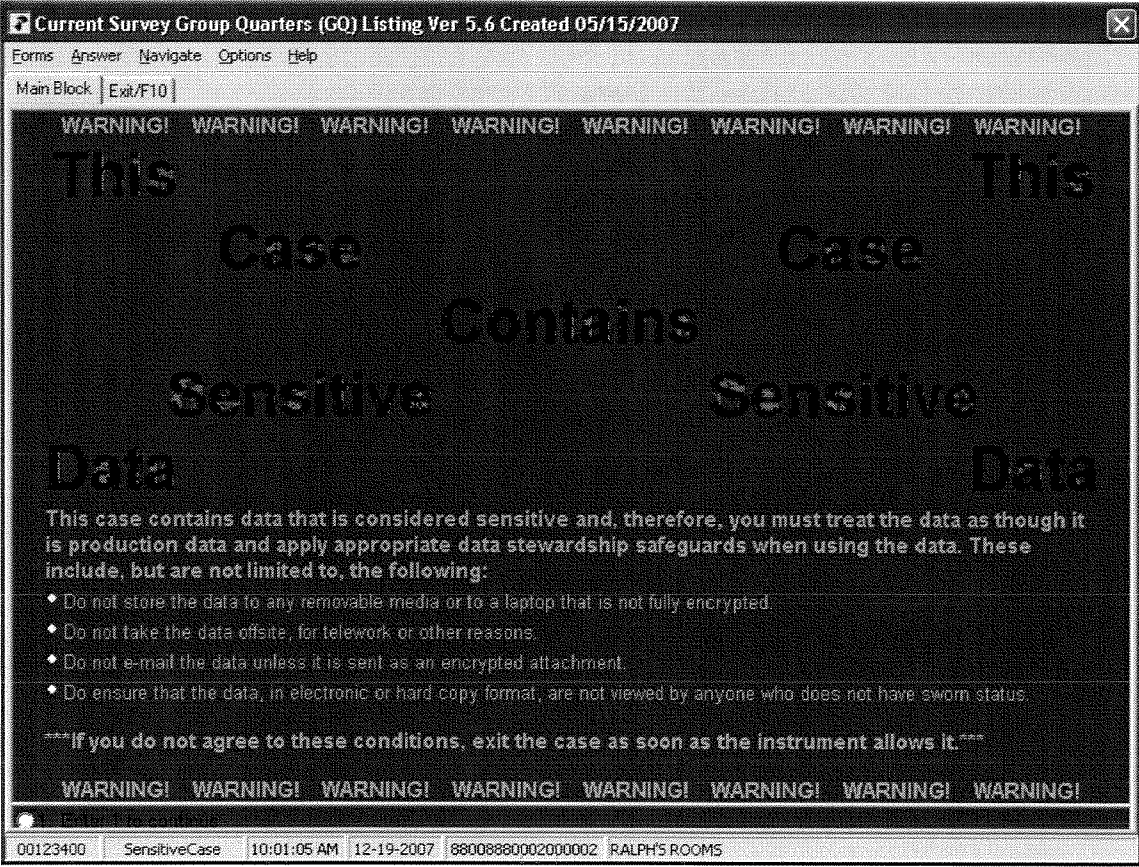 Current Survey Group Quarters (GQ) Listing Ver 5.6 Created 05/15/2007
Forms Answer Navigate Options Help
Main Block Exit/F10
WARNING! WARNING! WARNING! WARNING! WARNING! WARNING! WARNING! WARNING!
This This
Case Case
Contains
Sensitive Sensitive
Data Data
This case contains data that is considered sensitive and, therefore, you must treat the data as though it
is production data and apply appropriate data stewardship safeguards when using the data. These
include, but are not limited to, the following:
Do not store the data to any removable media or to a laptop that is not fully encrypted.
Do not take the data offsite, for telework or other reasons.
Do not e-mail the data unless it is sent as an encrypted attachment.
Do ensure that the data, in electronic or hard copy format, are not viewed by anyone who does not have sworn status.
***If you do not agree to these conditions, exit the case as soon as the instrument allows it.***
WARNING! WARNING! WARNING! WARNING! WARNING! WARNING! WARNING! WARNING!
Enter 1 to continue
00123400 SensitiveCase 10:01:05 AM 12-19-2007 88008880002000002 RALPH'S ROOMS